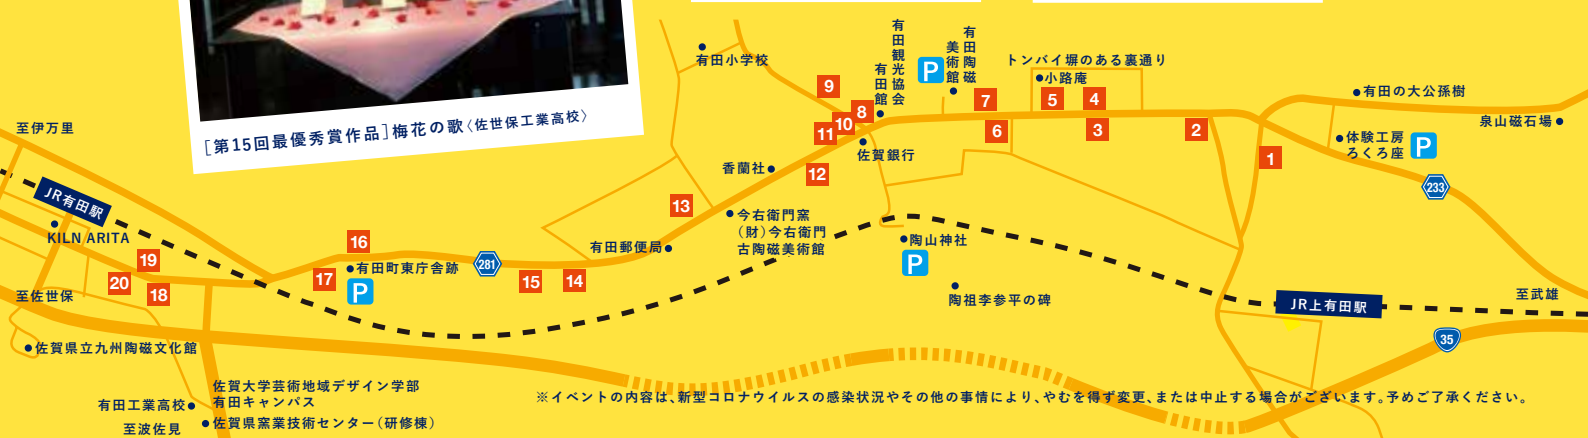 [第15回最優秀賞作品]梅花の歌〈佐世保工業高校〉
至伊万里
JR有田駅
KILN ARITA
19
20
18
至佐世保
佐賀県立九州陶磁文化館
佐賀大学芸術地域デザイン学部
有田キャンパス
有田工業高校
佐賀県窯業技術センター(研修棟)
至波佐見
16
17
有田町東庁舎跡
P
281
15
14
有田郵便局
13
有田小学校
香蘭社
今右衛門窯
(財)今右衛門
古陶磁美術館
9
8
10
11
12
有田観光協会
有田館
佐賀銀行
P
有田陶磁
美術館
7
6
トンバイ塀のある裏通り
小路庵
5
4
3
2
1
有田の大公孫樹
泉山磁石場
体験工房
ろくろ座
P
233
陶山神社
P
陶祖李参平の碑
JR上有田駅
至武雄
35
※イベントの内容は、新型コロナウイルスの感染状況やその他の事情により、やむを得ず変更、または中止する場合がございます。予めご了承ください。